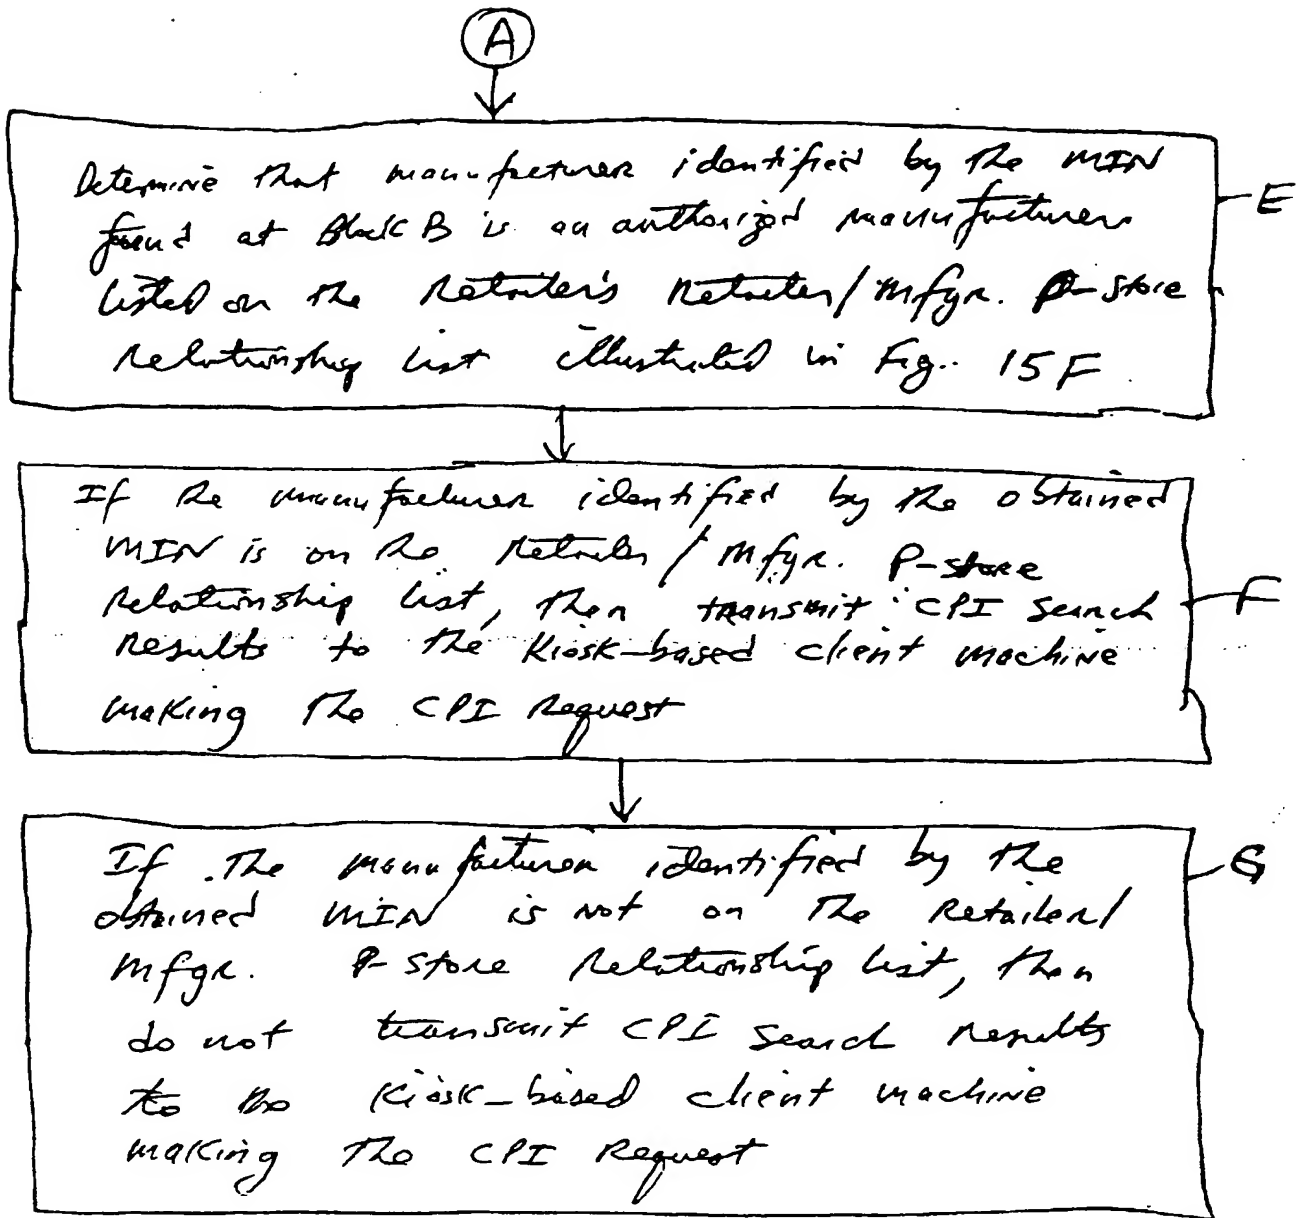 A
Determine that manufacturer identified by the MIN
found at Block B is an authorized manufacturer
listed on the Retailer's Retailer/Mfgr. P-store
Relationship List illustrated in Fig. 15F
E
If the manufacturer identified by the obtained
MIN is on the Retailer/Mfgr. P-store
Relationship List, then transmit CPI Search
Results to the Kiosk-based client machine
making the CPI Request
F
If the manufacturer identified by the
obtained MIN is not on the Retailer/
Mfgr. P-store Relationship List, then
do not transmit CPI Search Results
to the Kiosk-based client machine
making the CPI Request
G